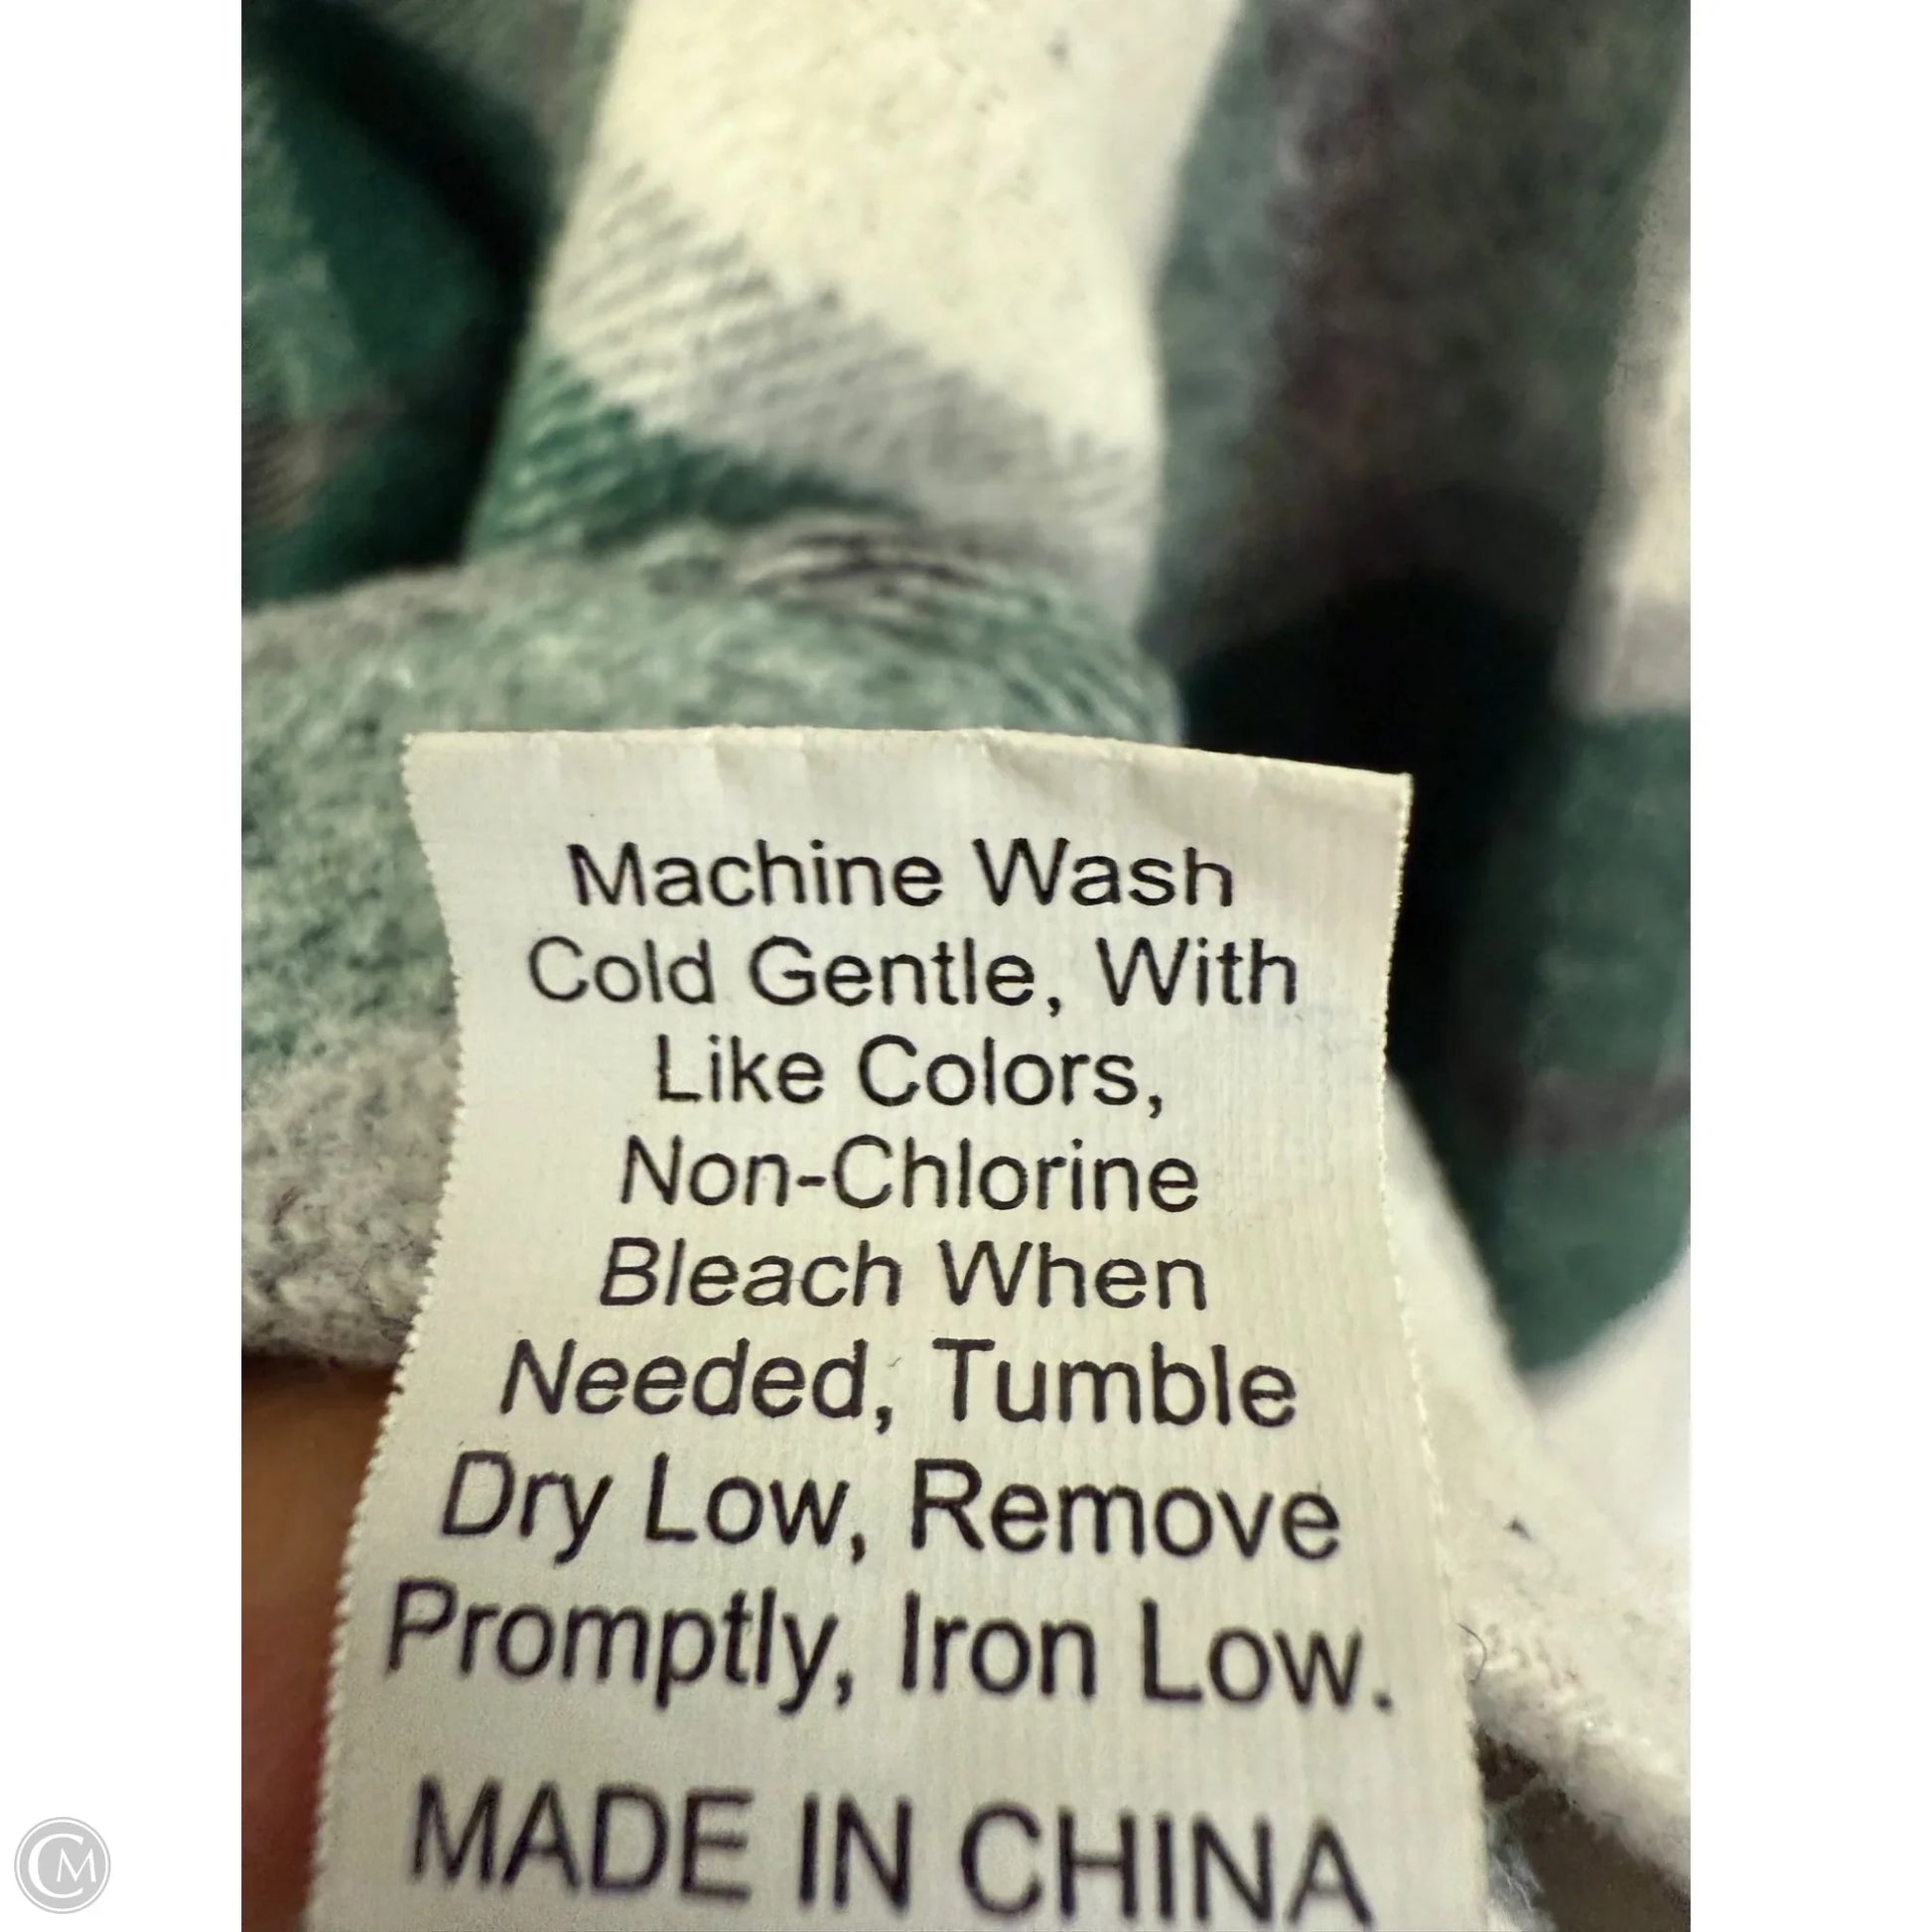 Machine Wash
Cold Gentle, With
Like Colors,
Non-Chlorine
Bleach When
Needed, Tumble
Dry Low, Remove
Promptly, Iron Low.
MADE IN CHINA
CM